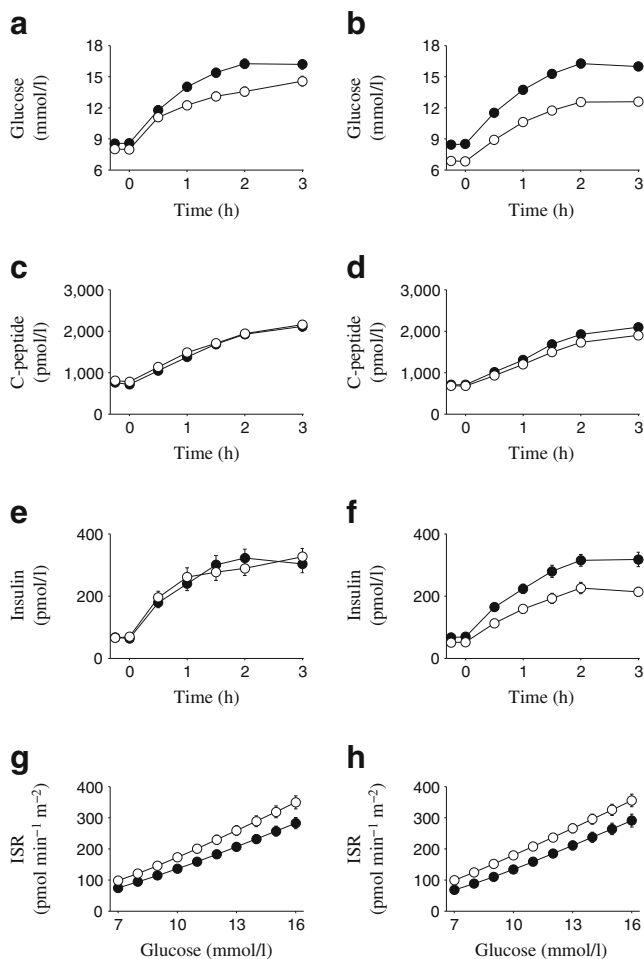 a
18
15
12
9
6
Glucose
(mmol/l)
0 1 2 3
Time (h)
b
18
15
12
9
6
Glucose
(mmol/l)
0 1 2 3
Time (h)
c
3,000
2,000
1,000
0
C-peptide
(pmol/l)
0 1 2 3
Time (h)
d
3,000
2,000
1,000
0
C-peptide
(pmol/l)
0 1 2 3
Time (h)
e
400
200
0
Insulin
(pmol/l)
0 1 2 3
Time (h)
f
400
200
0
Insulin
(pmol/l)
0 1 2 3
Time (h)
g
400
300
200
100
0
ISR
(pmol min⁻¹ m⁻²)
7 10 13 16
Glucose (mmol/l)
h
400
300
200
100
0
ISR
(pmol min⁻¹ m⁻²)
7 10 13 16
Glucose (mmol/l)